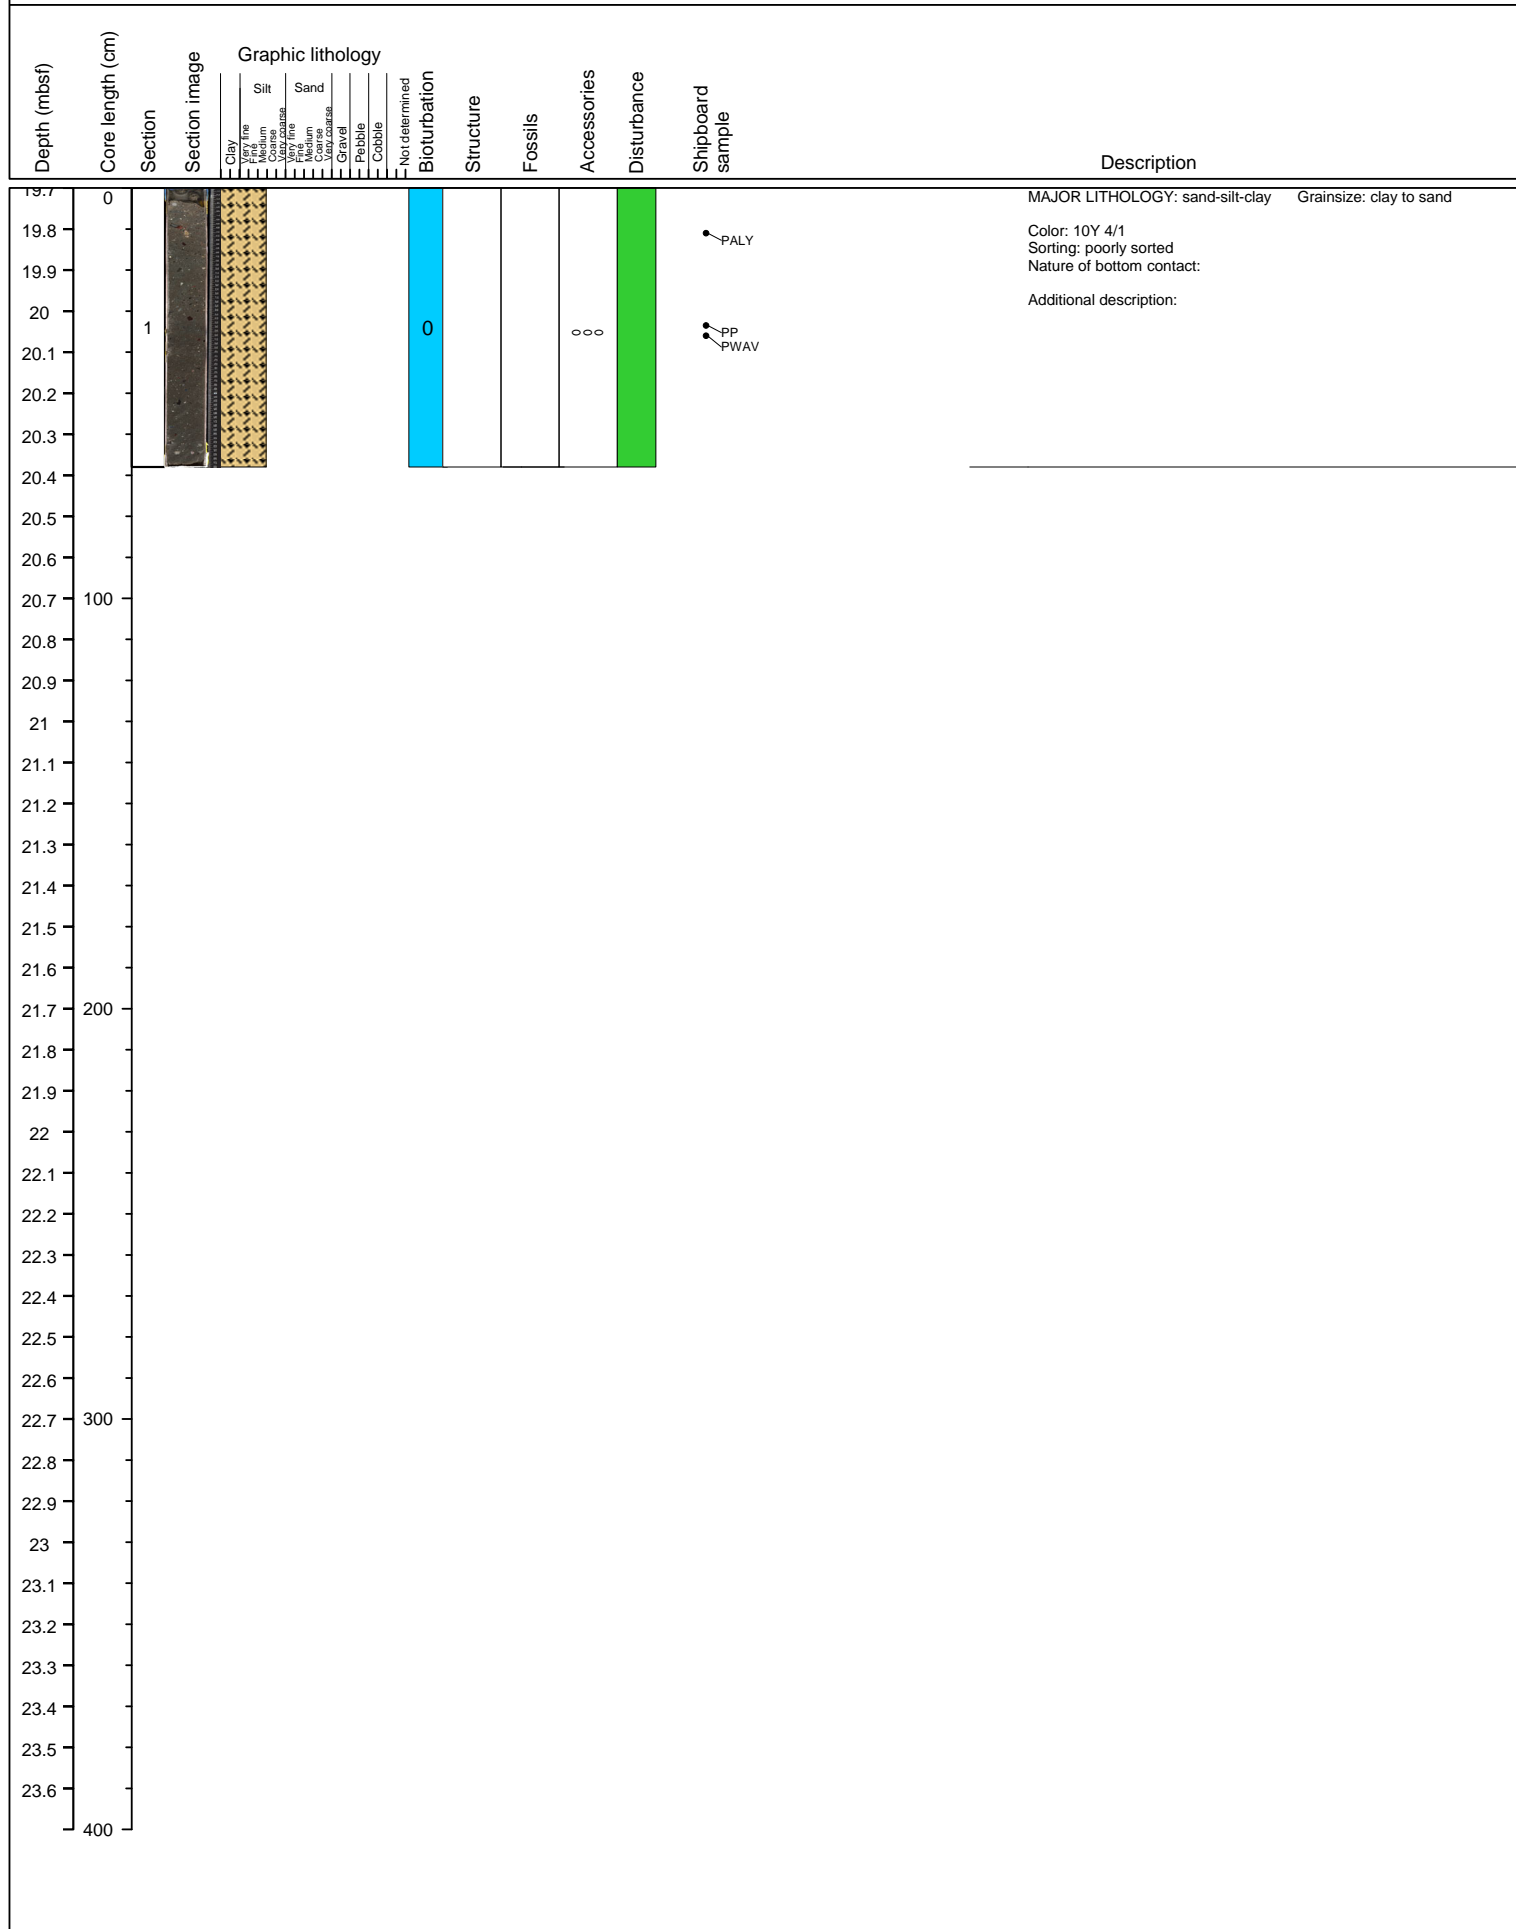 Depth (mbsf)
Core length (cm)
Section
Section image
Graphic lithology
Clay
Silt
Very fine
Fine
Medium
Coarse
Very coarse
Sand
Very fine
Fine
Medium
Coarse
Very coarse
Gravel
Pebble
Cobble
Not determined
Bioturbation
Structure
Fossils
Accessories
Disturbance
Shipboard
sample
Description
19.7 0 MAJOR LITHOLOGY: sand-silt-clay Grainsize: clay to sand
19.8 PALY Color: 10Y 4/1
Sorting: poorly sorted
19.9 Nature of bottom contact:
20 Additional description:
1 0 PP
20.1 PWAV
20.2
20.3
20.4
20.5
20.6
20.7 100
20.8
20.9
21
21.1
21.2
21.3
21.4
21.5
21.6
21.7 200
21.8
21.9
22
22.1
22.2
22.3
22.4
22.5
22.6
22.7 300
22.8
22.9
23
23.1
23.2
23.3
23.4
23.5
23.6
400